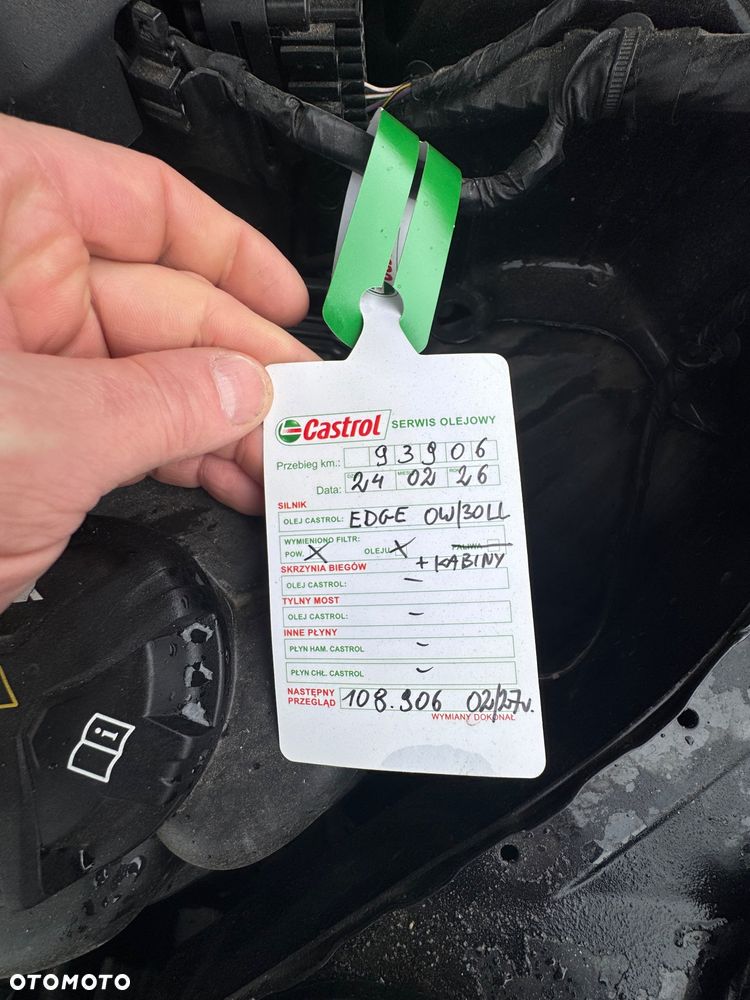 Castrol SERWIS OLEJOWY
Przebieg km.: 93906
Data: 24 02 26
SILNIK
OLEJ CASTROL: EDGE 0W/30LL
WYMIENIONO FILTR:
POW. X OLEJU X PALIWA
+ KABINY
SKRZYNIA BIEGÓW
OLEJ CASTROL: -
TYLNY MOST
OLEJ CASTROL: -
INNE PŁYNY
PŁYN HAM. CASTROL -
PŁYN CHŁ. CASTROL -
NASTĘPNY PRZEGLĄD 108.906 02/27r.
WYMIANY DOKONAŁ
OTOMOTO